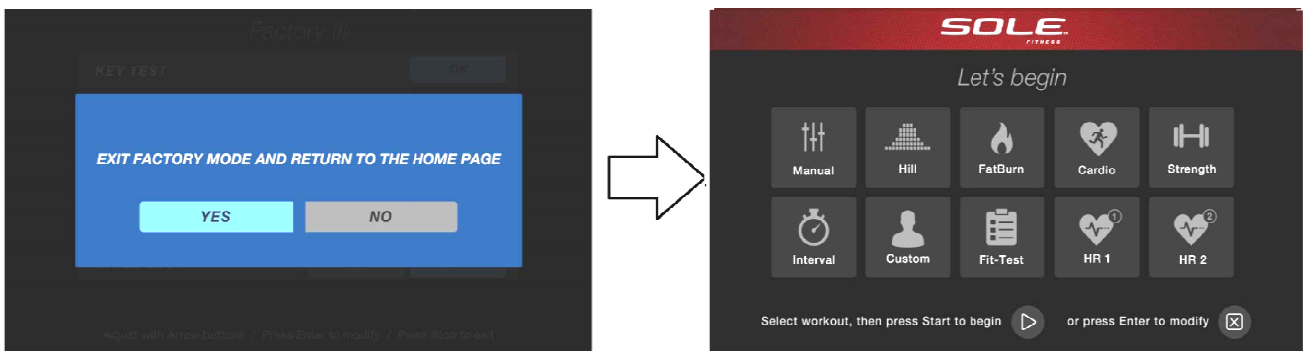 Factory III
KEY TEST
OK
EXIT FACTORY MODE AND RETURN TO THE HOME PAGE
YES
NO
Adjust with Arrow buttons / Press Enter to modify / Press Stop to exit
SOLE
FITNESS
Let's begin
Manual
Hill
FatBurn
Cardio
Strength
Interval
Custom
Fit-Test
1
HR 1
2
HR 2
Select workout, then press Start to begin
or press Enter to modify